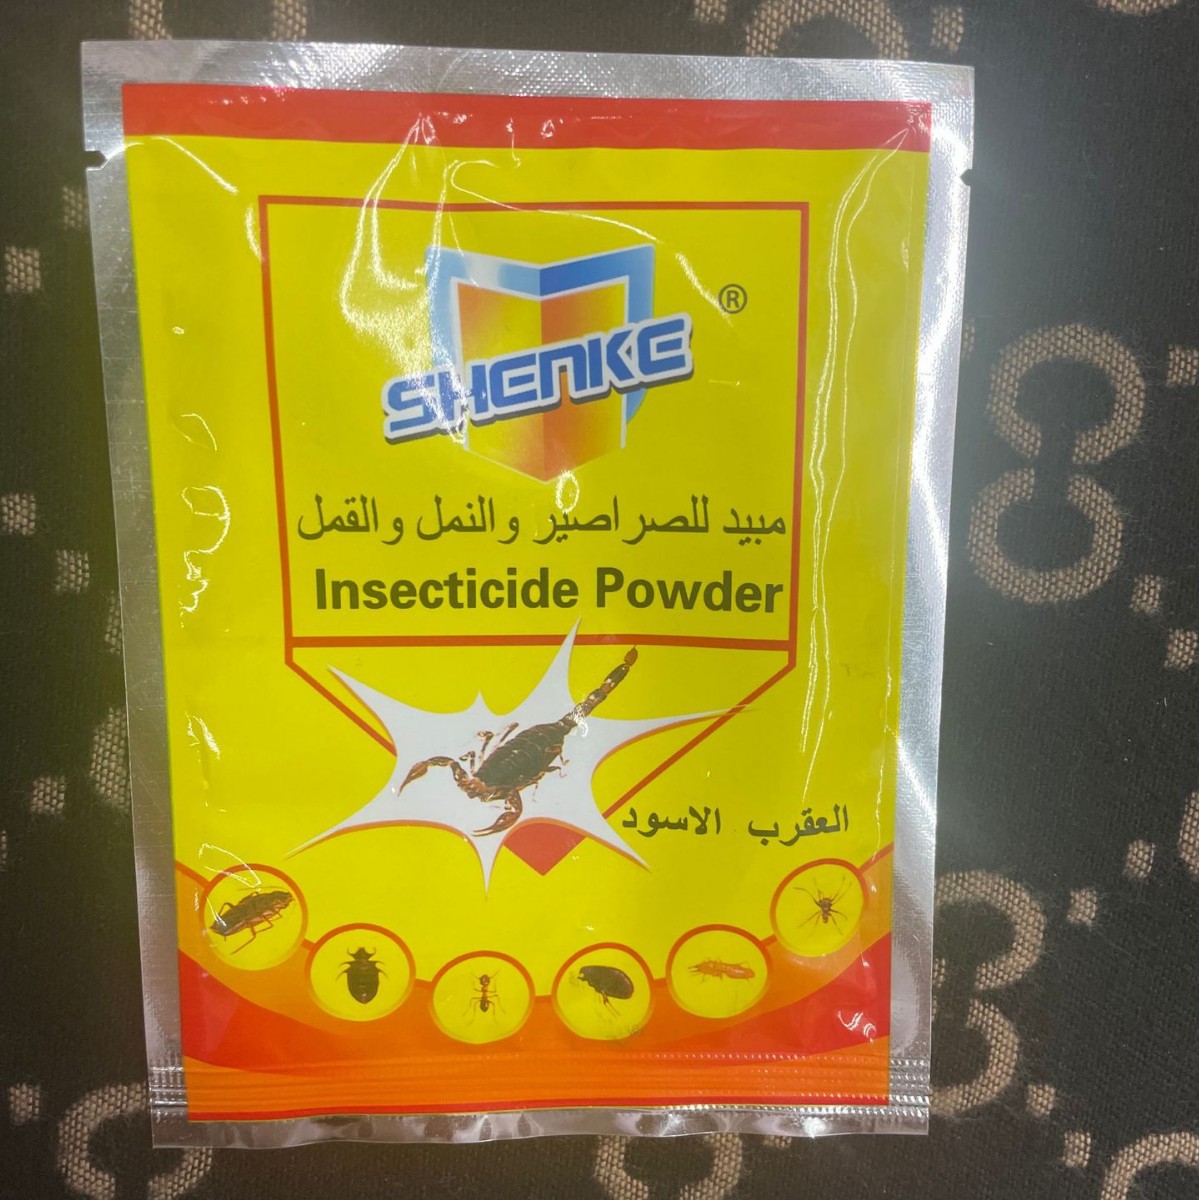 SHENKE ®
مبيد للصراصير والنمل والقمل
Insecticide Powder
العقرب الاسود